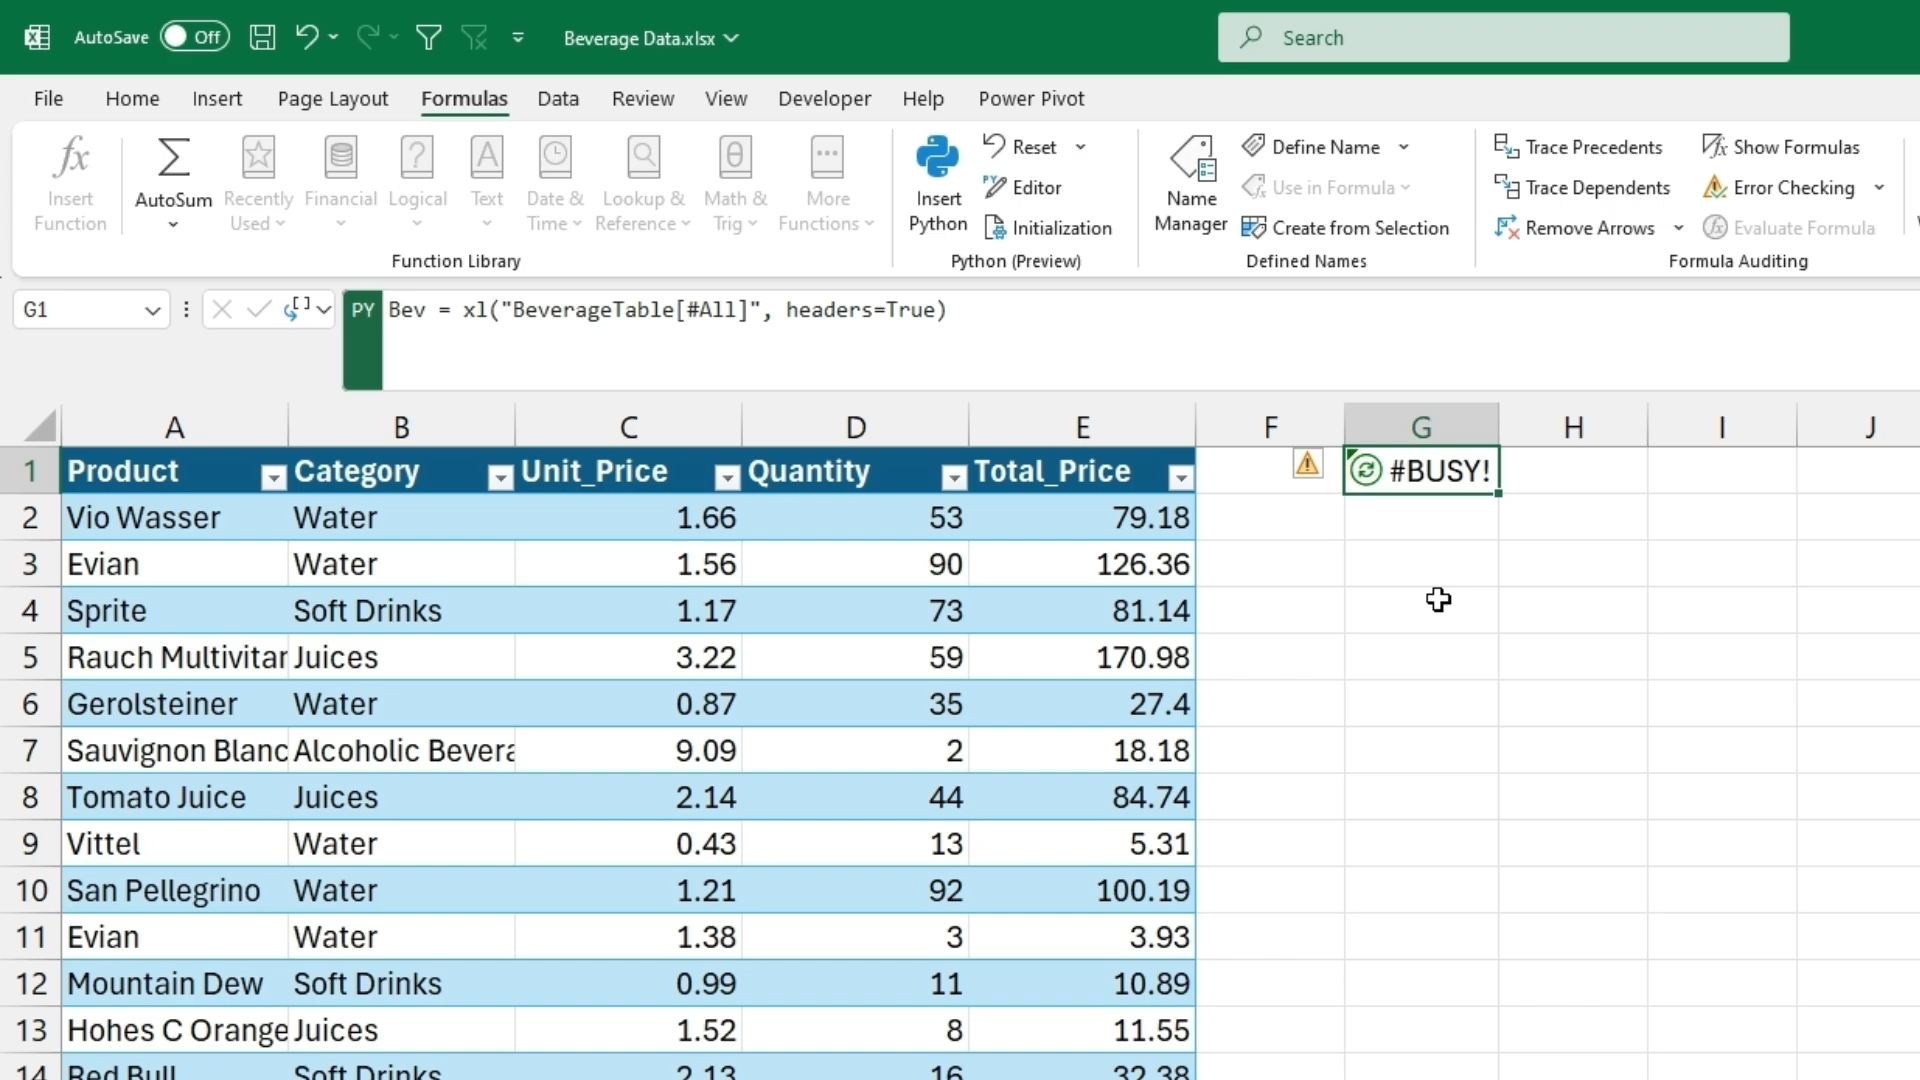 AutoSave Off Beverage Data.xlsx Search
File Home Insert Page Layout Formulas Data Review View Developer Help Power Pivot
Insert Function
AutoSum
Recently Used
Financial
Logical
Text
Date & Time
Lookup & Reference
Math & Trig
More Functions
Function Library
Insert Python
Reset
Editor
Initialization
Python (Preview)
Name Manager
Define Name
Use in Formula
Create from Selection
Defined Names
Trace Precedents
Trace Dependents
Remove Arrows
Show Formulas
Error Checking
Evaluate Formula
Formula Auditing
G1 PY Bev = xl("BeverageTable[#All]", headers=True)
A B C D E F G H I J
1 Product Category Unit_Price Quantity Total_Price #BUSY!
2 Vio Wasser Water 1.66 53 79.18
3 Evian Water 1.56 90 126.36
4 Sprite Soft Drinks 1.17 73 81.14
5 Rauch Multivitar Juices 3.22 59 170.98
6 Gerolsteiner Water 0.87 35 27.4
7 Sauvignon Blanc Alcoholic Bevera 9.09 2 18.18
8 Tomato Juice Juices 2.14 44 84.74
9 Vittel Water 0.43 13 5.31
10 San Pellegrino Water 1.21 92 100.19
11 Evian Water 1.38 3 3.93
12 Mountain Dew Soft Drinks 0.99 11 10.89
13 Hohes C Orange Juices 1.52 8 11.55
14 Red Bull Soft Drinks 2.13 16 32.38